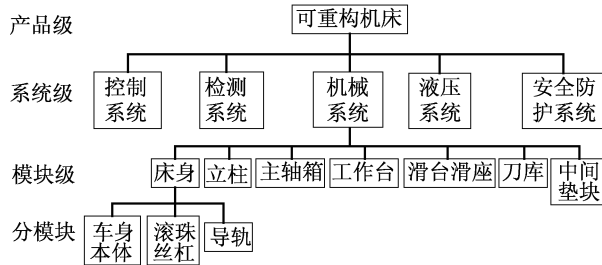 产品级
可重构机床
系统级
控制
系统
检测
系统
机械
系统
液压
系统
安全防
护系统
模块级
床身
立柱
主轴箱
工作台
滑台滑座
刀库
中间
垫块
分模块
车身
本体
滚珠
丝杠
导轨